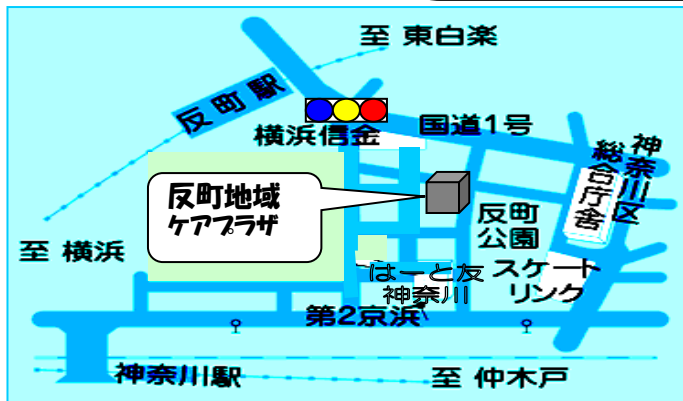 至 東白楽
反町駅
横浜信金
国道1号
神奈川区
総合庁舎
反町地域
ケアプラザ
反町
公園
至 横浜
はーと友
神奈川
スケート
リンク
第2京浜
神奈川駅
至 仲木戸